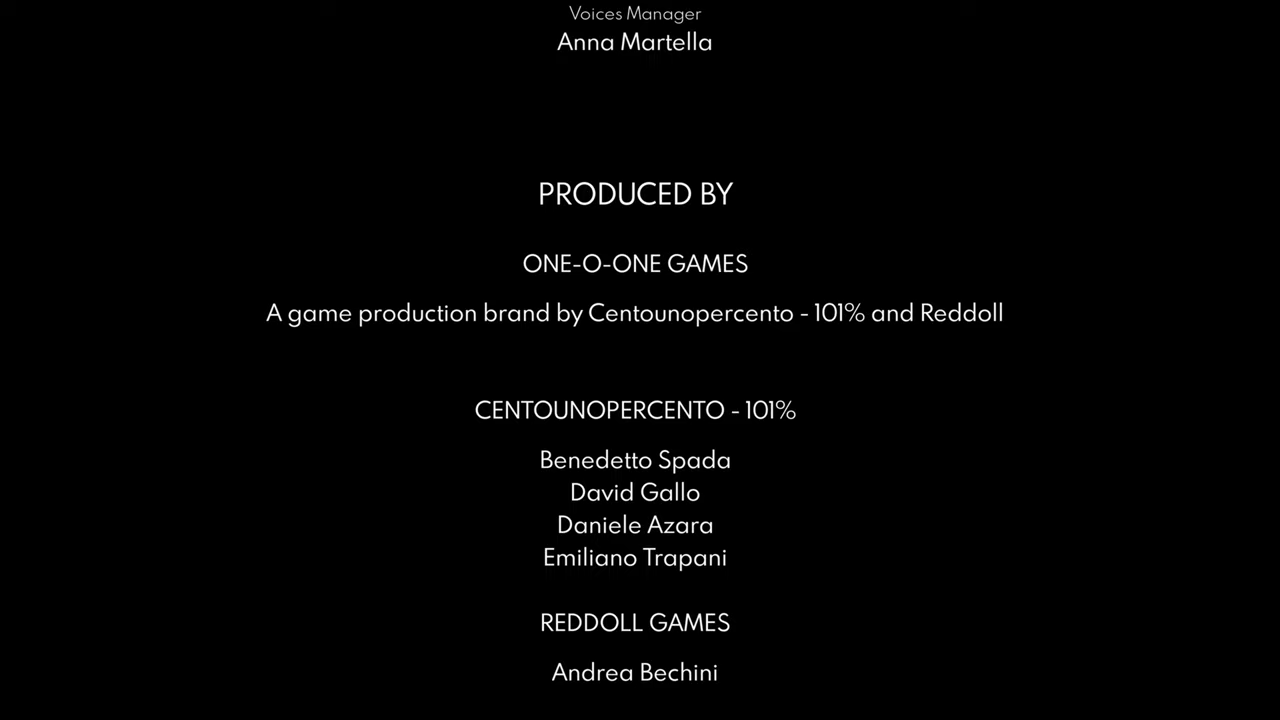 Voices Manager
Anna Martella
PRODUCED BY
ONE-O-ONE GAMES
A game production brand by Centounopercento - 101% and Reddoll
CENTOUNOPERCENTO - 101%
Benedetto Spada
David Gallo
Daniele Azara
Emiliano Trapani
REDDOLL GAMES
Andrea Bechini